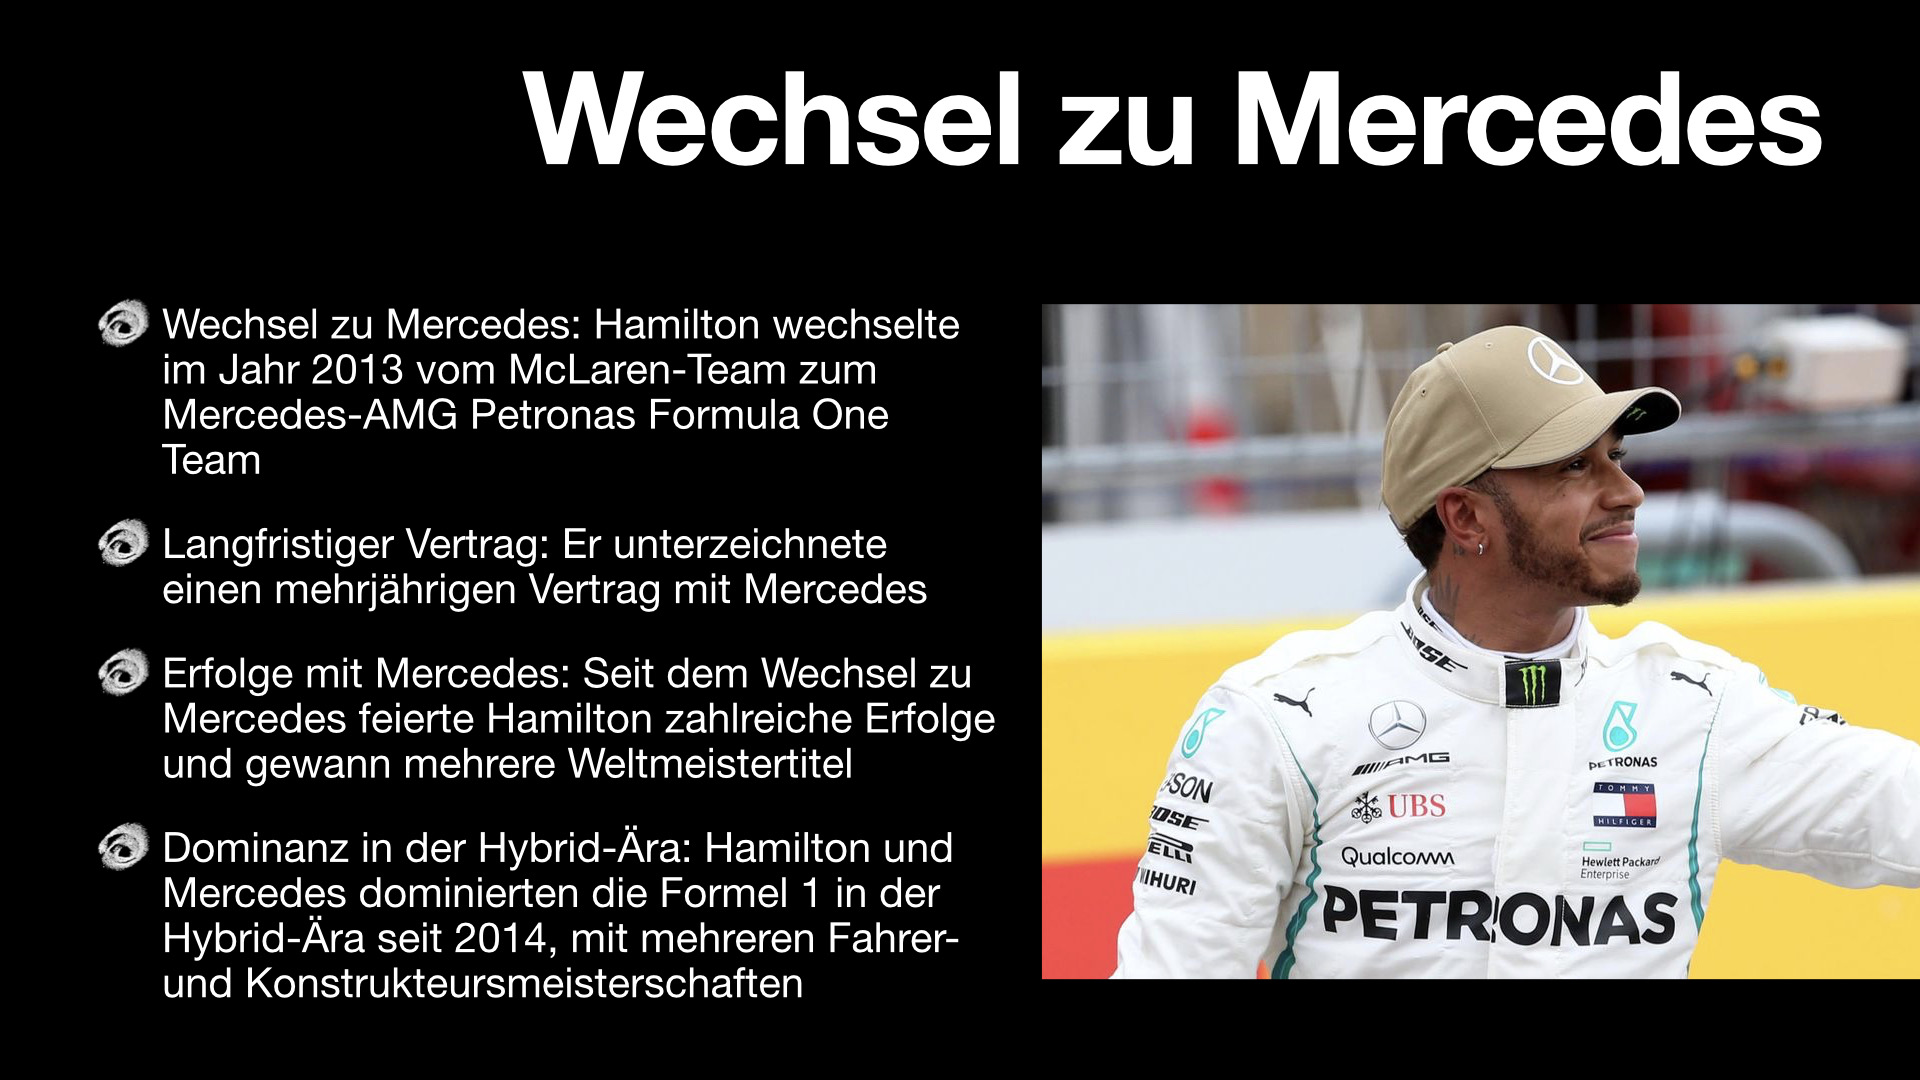 Wechsel zu Mercedes
Wechsel zu Mercedes: Hamilton wechselte
im Jahr 2013 vom McLaren-Team zum
Mercedes-AMG Petronas Formula One
Team
Langfristiger Vertrag: Er unterzeichnete
einen mehrjährigen Vertrag mit Mercedes
Erfolge mit Mercedes: Seit dem Wechsel zu
Mercedes feierte Hamilton zahlreiche Erfolge
und gewann mehrere Weltmeistertitel
Dominanz in der Hybrid-Ära: Hamilton und
Mercedes dominierten die Formel 1 in der
Hybrid-Ära seit 2014, mit mehreren Fahrer-
und Konstrukteursmeisterschaften
BOSE
AMG
PETRONAS
UBS
TOMMY
HILFIGER
Qualcomm
Hewlett Packard
Enterprise
PETRONAS